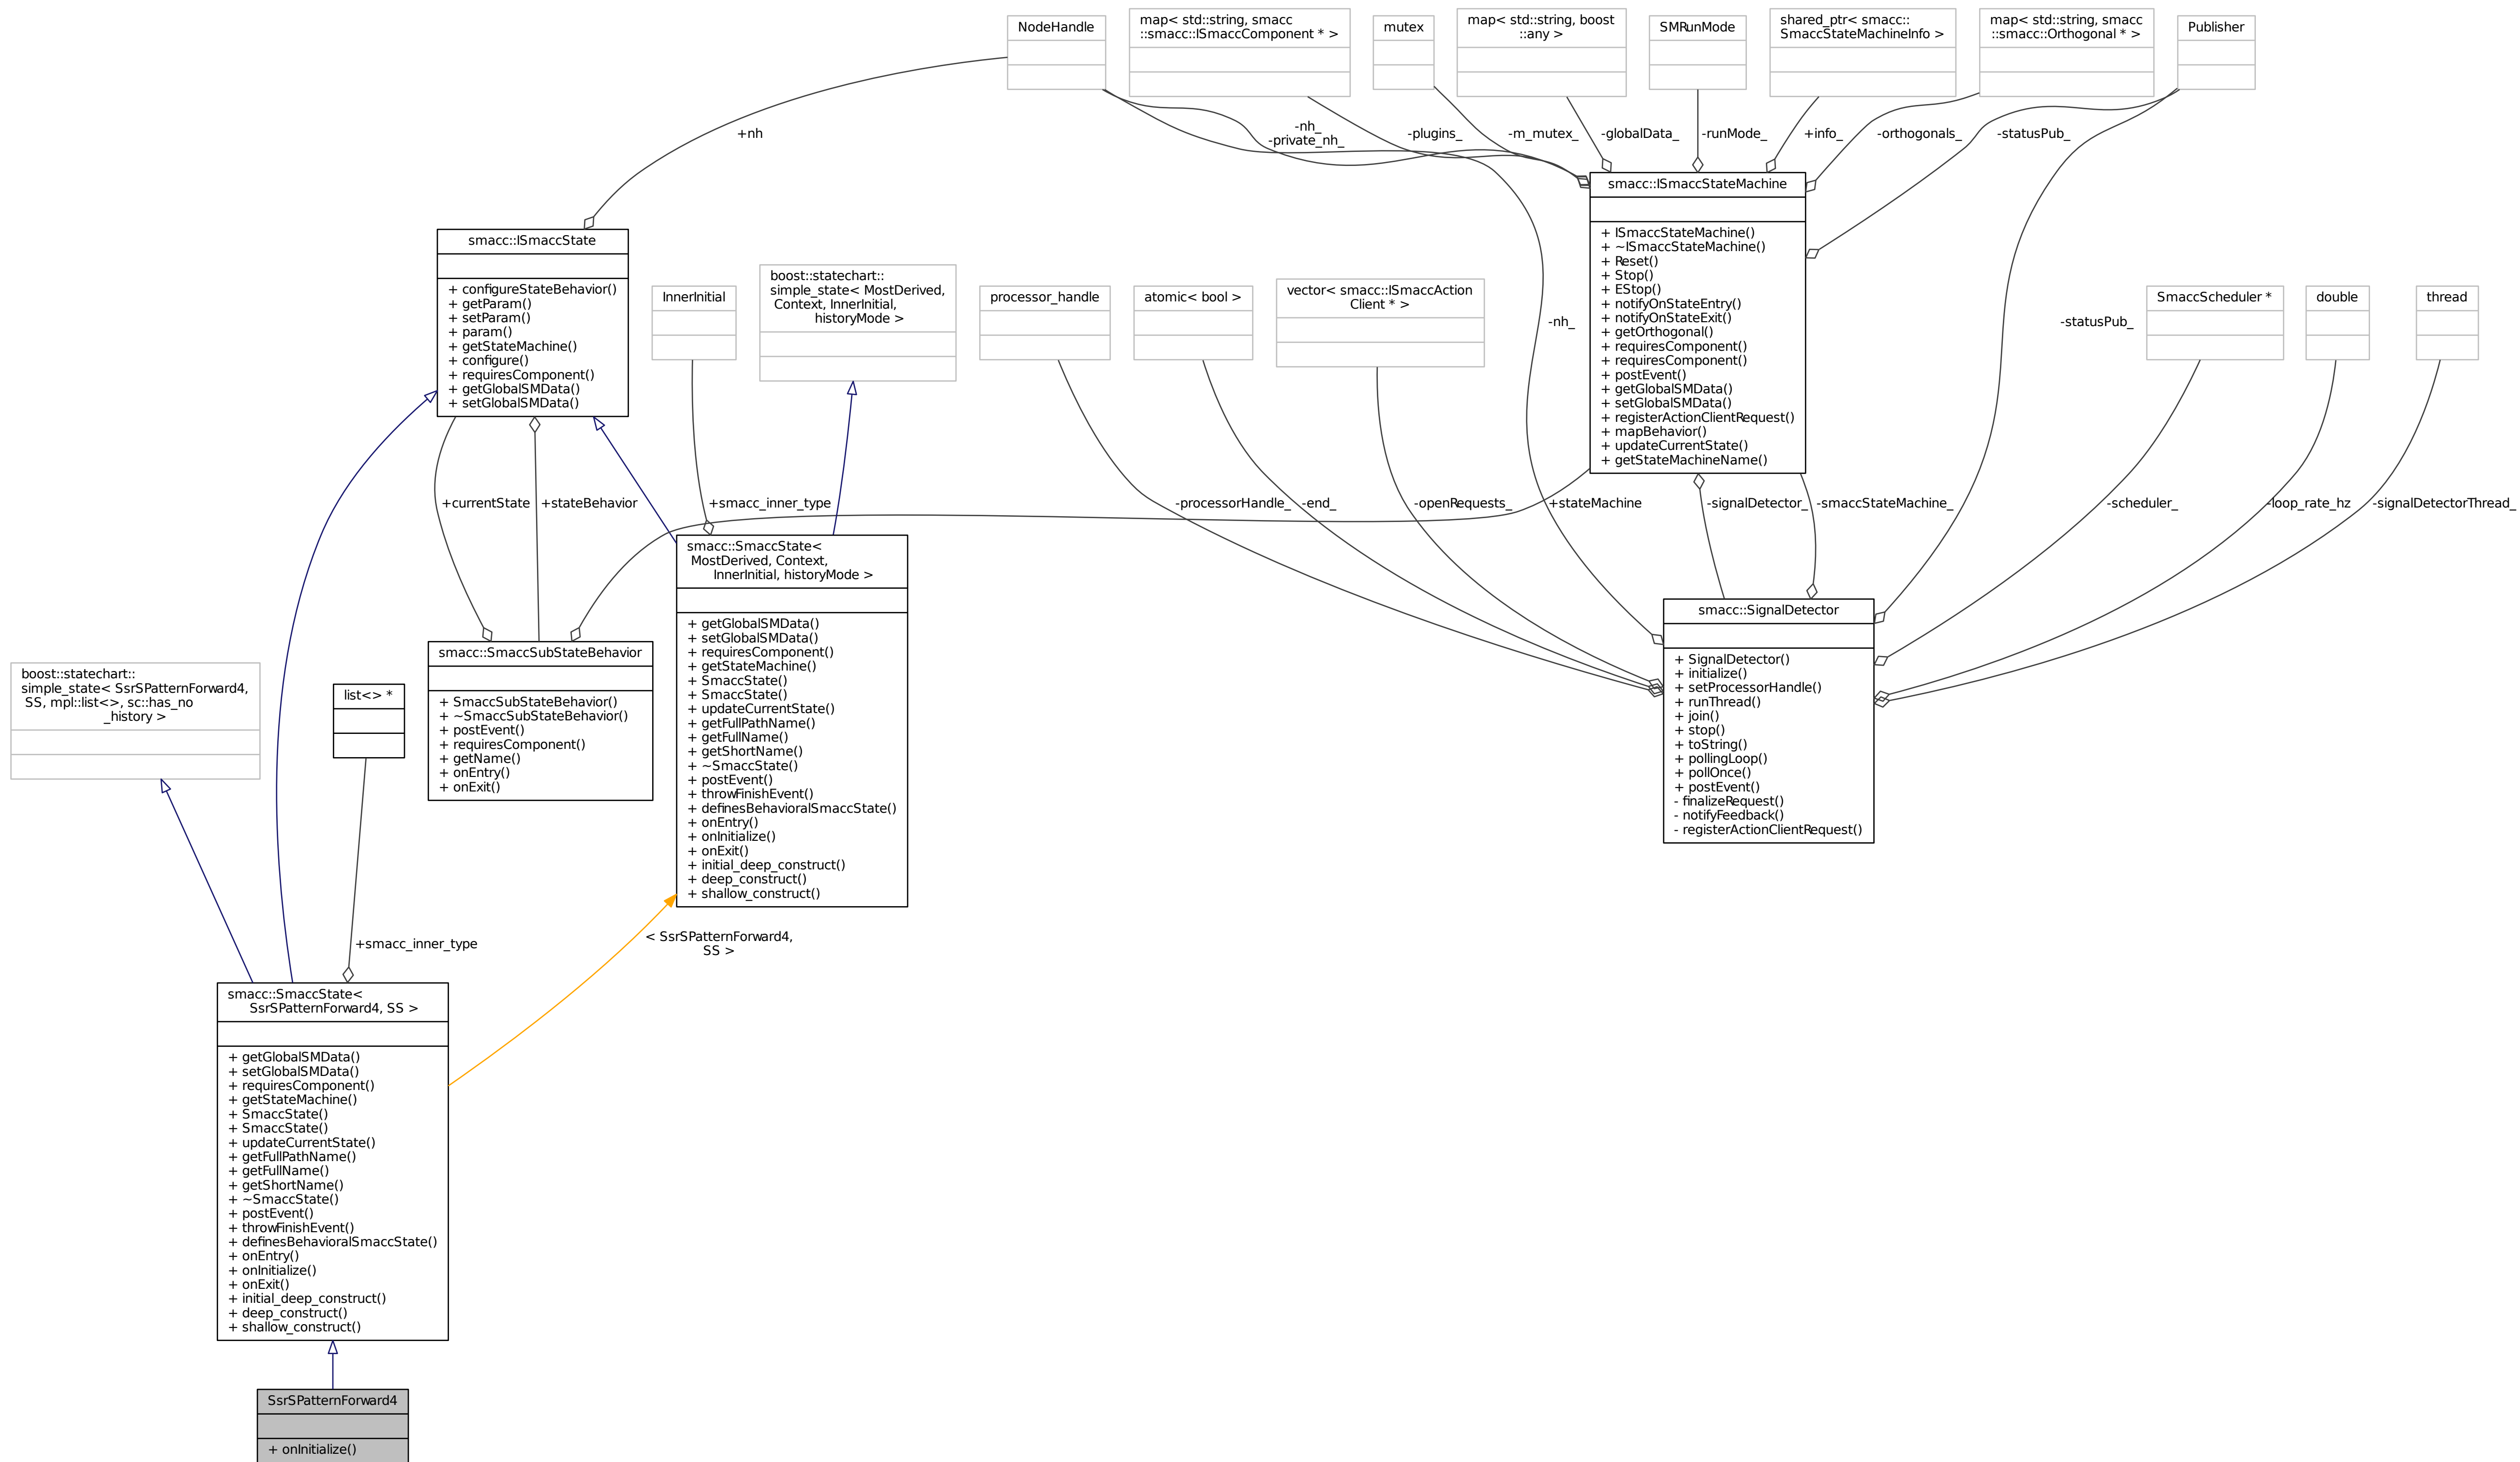 NodeHandle
map< std::string, smacc
::smacc::ISmaccComponent * >
mutex
map< std::string, boost
::any >
SMRunMode
shared_ptr< smacc::
SmaccStateMachineInfo >
map< std::string, smacc
::smacc::Orthogonal * >
Publisher
+nh
-nh_
-private_nh_
-plugins_
-m_mutex_
-globalData_
-runMode_
+info_
-orthogonals_
-statusPub_
smacc::ISmaccStateMachine
+ ISmaccStateMachine()
+ ~ISmaccStateMachine()
+ Reset()
+ Stop()
+ EStop()
+ notifyOnStateEntry()
+ notifyOnStateExit()
+ getOrthogonal()
+ requiresComponent()
+ requiresComponent()
+ postEvent()
+ getGlobalSMData()
+ setGlobalSMData()
+ registerActionClientRequest()
+ mapBehavior()
+ updateCurrentState()
+ getStateMachineName()
smacc::ISmaccState
+ configureStateBehavior()
+ getParam()
+ setParam()
+ param()
+ getStateMachine()
+ configure()
+ requiresComponent()
+ getGlobalSMData()
+ setGlobalSMData()
InnerInitial
boost::statechart::
simple_state< MostDerived,
Context, InnerInitial,
historyMode >
processor_handle
atomic< bool >
vector< smacc::ISmaccAction
Client * >
-nh_
-statusPub_
SmaccScheduler *
double
thread
+currentState
+stateBehavior
+smacc_inner_type
-processorHandle_
-end_
-openRequests_
+stateMachine
-signalDetector_
-smaccStateMachine_
-scheduler_
-loop_rate_hz
-signalDetectorThread_
smacc::SmaccState<
MostDerived, Context,
InnerInitial, historyMode >
+ getGlobalSMData()
+ setGlobalSMData()
+ requiresComponent()
+ getStateMachine()
+ SmaccState()
+ SmaccState()
+ updateCurrentState()
+ getFullPathName()
+ getFullName()
+ getShortName()
+ ~SmaccState()
+ postEvent()
+ throwFinishEvent()
+ definesBehavioralSmaccState()
+ onEntry()
+ onInitialize()
+ onExit()
+ initial_deep_construct()
+ deep_construct()
+ shallow_construct()
smacc::SignalDetector
+ SignalDetector()
+ initialize()
+ setProcessorHandle()
+ runThread()
+ join()
+ stop()
+ toString()
+ pollingLoop()
+ pollOnce()
+ postEvent()
- finalizeRequest()
- notifyFeedback()
- registerActionClientRequest()
smacc::SmaccSubStateBehavior
+ SmaccSubStateBehavior()
+ ~SmaccSubStateBehavior()
+ postEvent()
+ requiresComponent()
+ getName()
+ onEntry()
+ onExit()
boost::statechart::
simple_state< SsrSPatternForward4,
SS, mpl::list<>, sc::has_no
_history >
list<> *
+smacc_inner_type
< SsrSPatternForward4,
SS >
smacc::SmaccState<
SsrSPatternForward4, SS >
+ getGlobalSMData()
+ setGlobalSMData()
+ requiresComponent()
+ getStateMachine()
+ SmaccState()
+ SmaccState()
+ updateCurrentState()
+ getFullPathName()
+ getFullName()
+ getShortName()
+ ~SmaccState()
+ postEvent()
+ throwFinishEvent()
+ definesBehavioralSmaccState()
+ onEntry()
+ onInitialize()
+ onExit()
+ initial_deep_construct()
+ deep_construct()
+ shallow_construct()
SsrSPatternForward4
+ onInitialize()